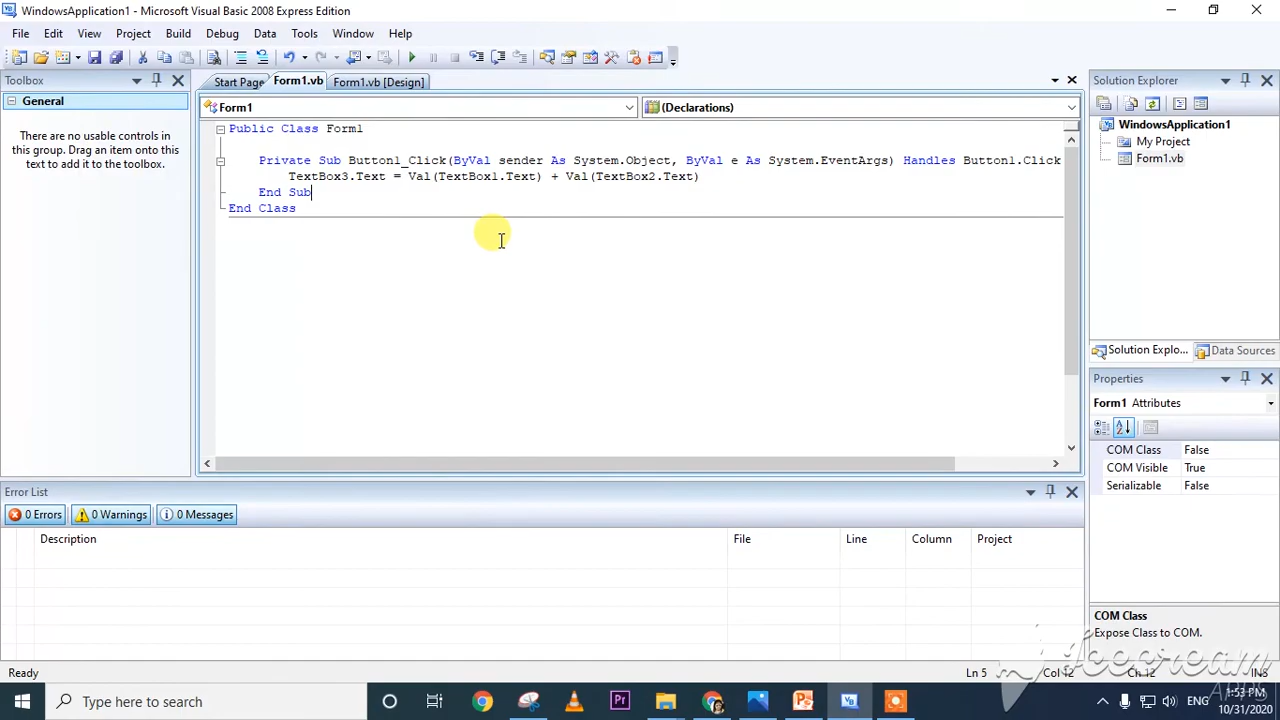 WindowsApplication1 - Microsoft Visual Basic 2008 Express Edition
File Edit View Project Build Debug Data Tools Window Help
Toolbox
General
There are no usable controls in
this group. Drag an item onto this
text to add it to the toolbox.
Start Page Form1.vb Form1.vb [Design]
Form1 (Declarations)
Public Class Form1
Private Sub Button1_Click(ByVal sender As System.Object, ByVal e As System.EventArgs) Handles Button1.Click
TextBox3.Text = Val(TextBox1.Text) + Val(TextBox2.Text)
End Sub
End Class
Solution Explorer
WindowsApplication1
My Project
Form1.vb
Solution Explo... Data Sources
Properties
Form1 Attributes
COM Class False
COM Visible True
Serializable False
COM Class
Expose Class to COM.
Error List
0 Errors 0 Warnings 0 Messages
Description File Line Column Project
Ready Ln 5 Col 12 Ch 12 INS
Type here to search
ENG
1:53 PM
10/31/2020